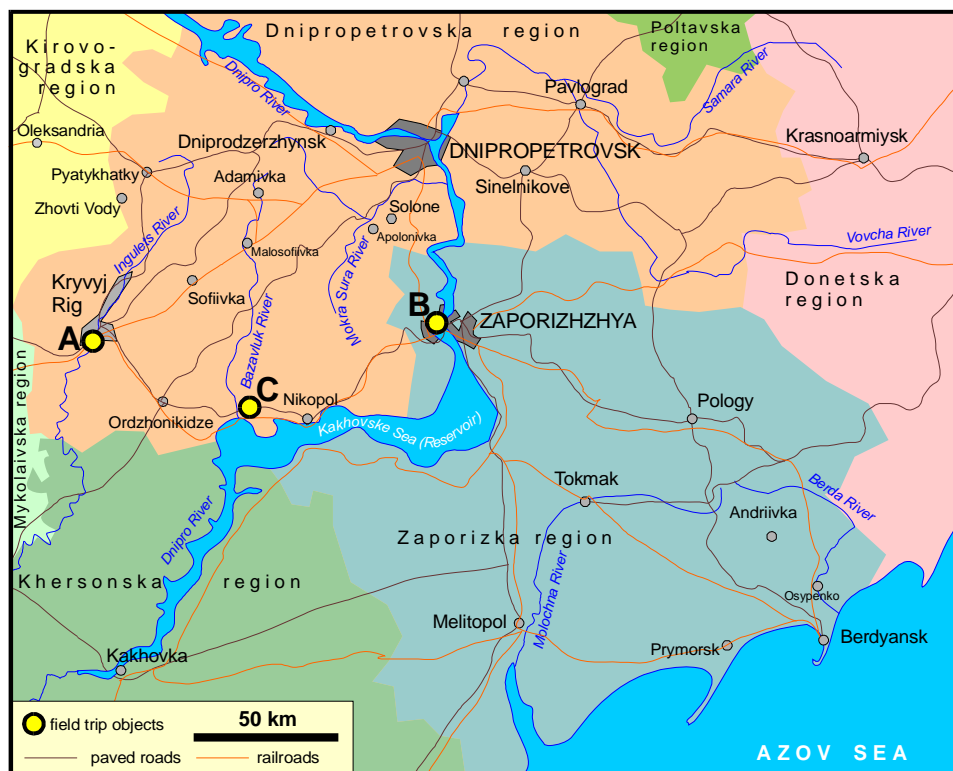 Kirovo-
gradska
region
Dnipropetrovska region
Poltavska
region
Dnipro River
Pavlograd
Samara River
Oleksandria
Dniprodzerzhynsk
DNIPROPETROVSK
Krasnoarmiysk
Pyatykhatky
Adamivka
Sinelnikove
Zhovti Vody
Solone
Apolonivka
Ingulets River
Malosofiivka
Mokra Sura River
Vovcha River
Kryvyj
Rig
Sofiivka
Donetska
region
A
B
ZAPORIZHZHYA
Bazavluk River
C
Mykolaivska region
Ordzhonikidze
Nikopol
Kakhovske Sea (Reservoir)
Pology
Tokmak
Berda River
Dnipro River
Andriivka
Zaporizka region
Khersonska region
Molochna River
Osypenko
Melitopol
Prymorsk
Berdyansk
Kakhovka
field trip objects
50 km
paved roads
railroads
AZOV SEA